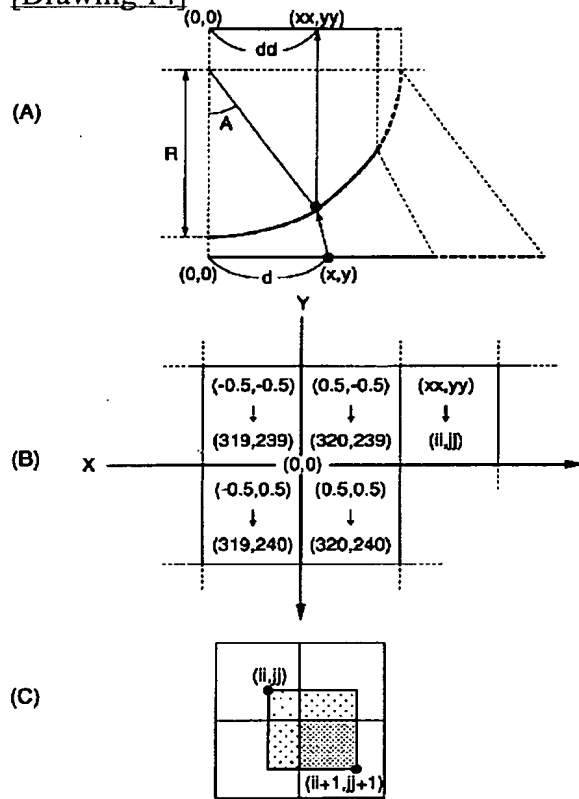 [Drawing 14]
(0,0) (xx,yy)
dd
(A)
A
R
(0,0) d (x,y)
Y
(-0.5,-0.5) (0.5,-0.5) (xx,yy)
↓ ↓ ↓
(319,239) (320,239) (ii,jj)
(B) X (0,0)
(-0.5,0.5) (0.5,0.5)
↓ ↓
(319,240) (320,240)
(C)
(ii,jj)
(ii+1,jj+1)